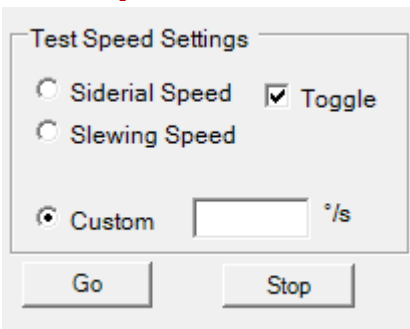 Test Speed Settings
Siderial Speed Toggle
Slewing Speed
Custom °/s
Go Stop